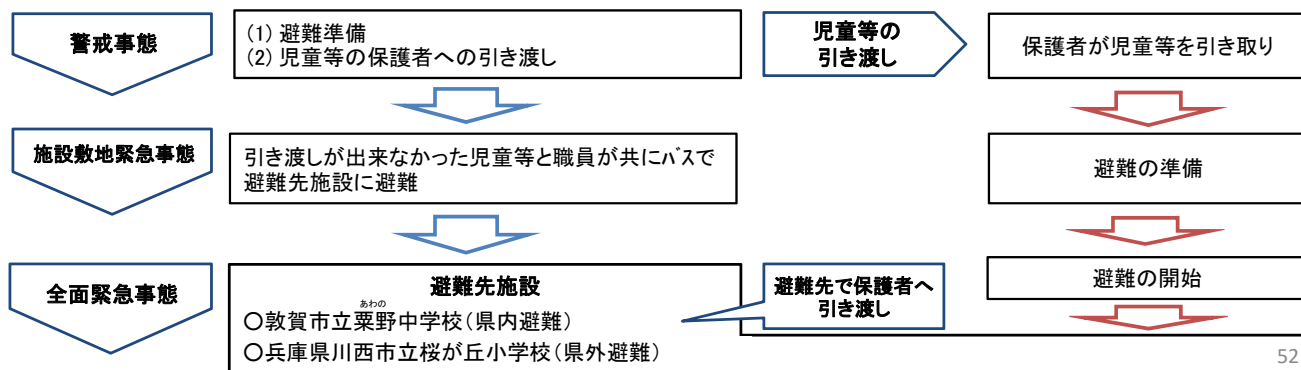 警戒事態
(1) 避難準備
(2) 児童等の保護者への引き渡し
児童等の
引き渡し
保護者が児童等を引き取り
施設敷地緊急事態
引き渡しが出来なかった児童等と職員が共にバスで
避難先施設に避難
避難の準備
全面緊急事態
避難先施設
あわの
〇敦賀市立粟野中学校(県内避難)
〇兵庫県川西市立桜が丘小学校(県外避難)
避難先で保護者へ
引き渡し
避難の開始
52